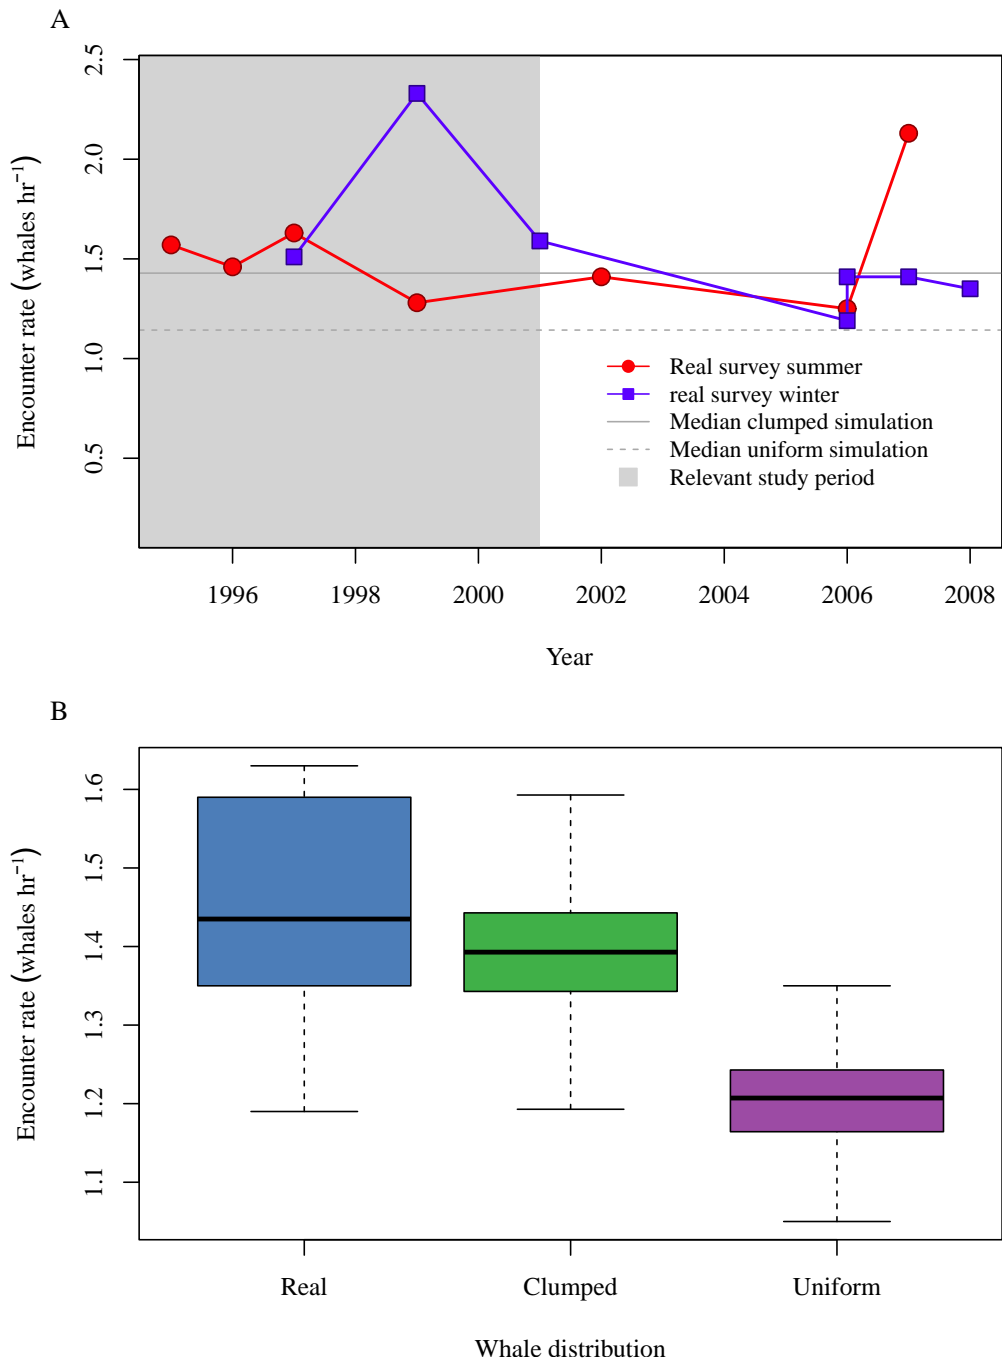 A
Encounter rate (whales hr⁻¹)
2.5
2.0
1.5
1.0
0.5
Real survey summer
real survey winter
Median clumped simulation
Median uniform simulation
Relevant study period
1996 1998 2000 2002 2004 2006 2008
Year
B
Encounter rate (whales hr⁻¹)
1.6
1.5
1.4
1.3
1.2
1.1
Real Clumped Uniform
Whale distribution